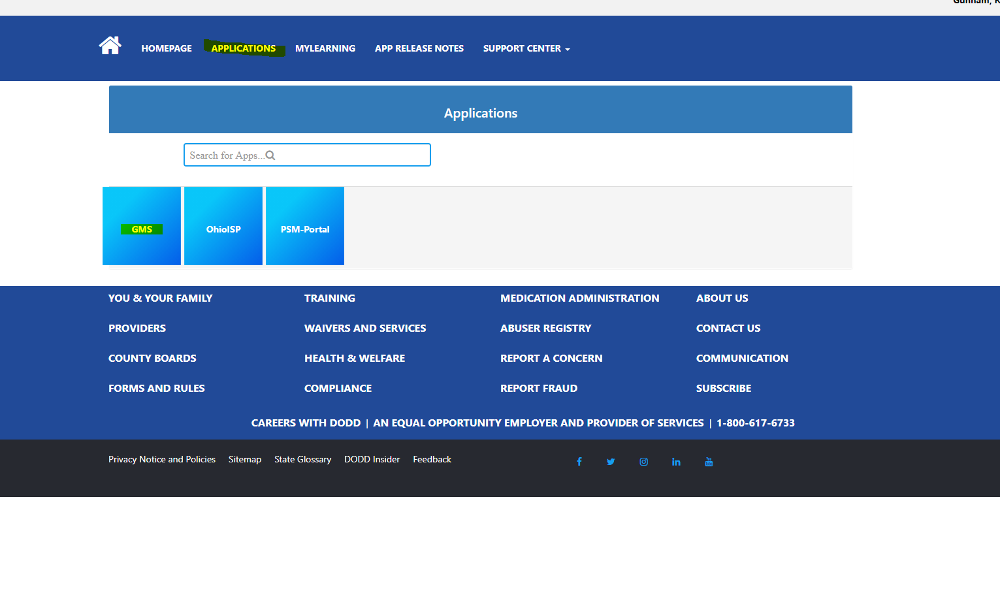 HOMEPAGE APPLICATIONS MYLEARNING APP RELEASE NOTES SUPPORT CENTER
Applications
Search for Apps...
GMS OhioISP PSM-Portal
YOU & YOUR FAMILY TRAINING MEDICATION ADMINISTRATION ABOUT US
PROVIDERS WAIVERS AND SERVICES ABUSER REGISTRY CONTACT US
COUNTY BOARDS HEALTH & WELFARE REPORT A CONCERN COMMUNICATION
FORMS AND RULES COMPLIANCE REPORT FRAUD SUBSCRIBE
CAREERS WITH DODD | AN EQUAL OPPORTUNITY EMPLOYER AND PROVIDER OF SERVICES | 1-800-617-6733
Privacy Notice and Policies Sitemap State Glossary DODD Insider Feedback